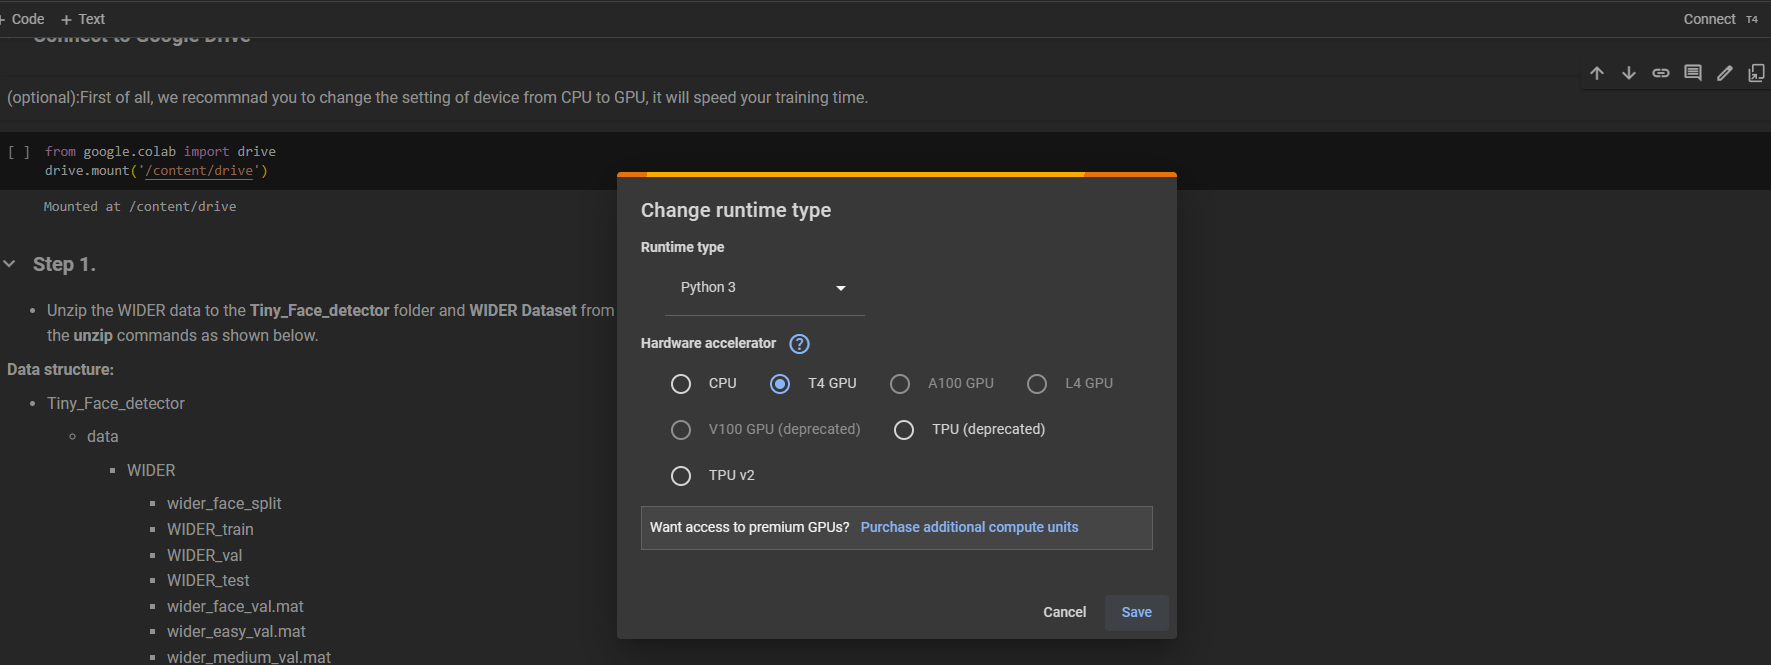 + Code + Text
Connect T4
Connect to Google Drive
(optional):First of all, we recommnad you to change the setting of device from CPU to GPU, it will speed your training time.
[ ] from google.colab import drive
drive.mount('/content/drive')
Mounted at /content/drive
Step 1.
• Unzip the WIDER data to the Tiny_Face_detector folder and WIDER Dataset from
the unzip commands as shown below.
Data structure:
• Tiny_Face_detector
◦ data
▪ WIDER
▪ wider_face_split
▪ WIDER_train
▪ WIDER_val
▪ WIDER_test
▪ wider_face_val.mat
▪ wider_easy_val.mat
▪ wider_medium_val.mat
Change runtime type
Runtime type
Python 3
Hardware accelerator ?
CPU T4 GPU A100 GPU L4 GPU
V100 GPU (deprecated) TPU (deprecated)
TPU v2
Want access to premium GPUs? Purchase additional compute units
Cancel Save